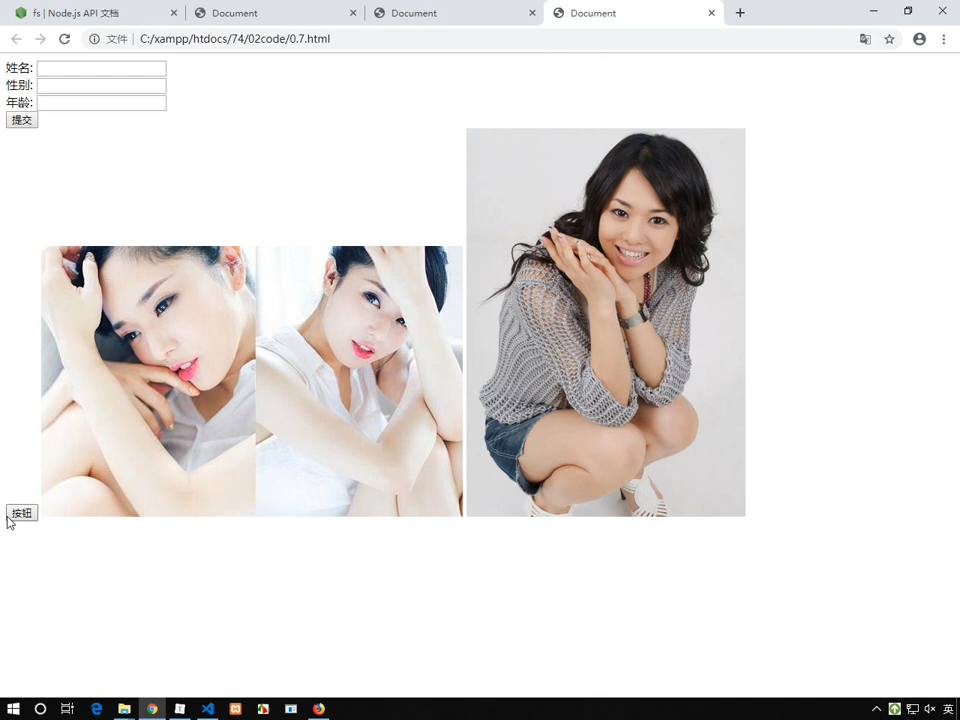 fs | Node.js API 文档
Document
Document
Document
文件
C:/xampp/htdocs/74/02code/0.7.html
姓名:
性别:
年龄:
提交
按钮
英